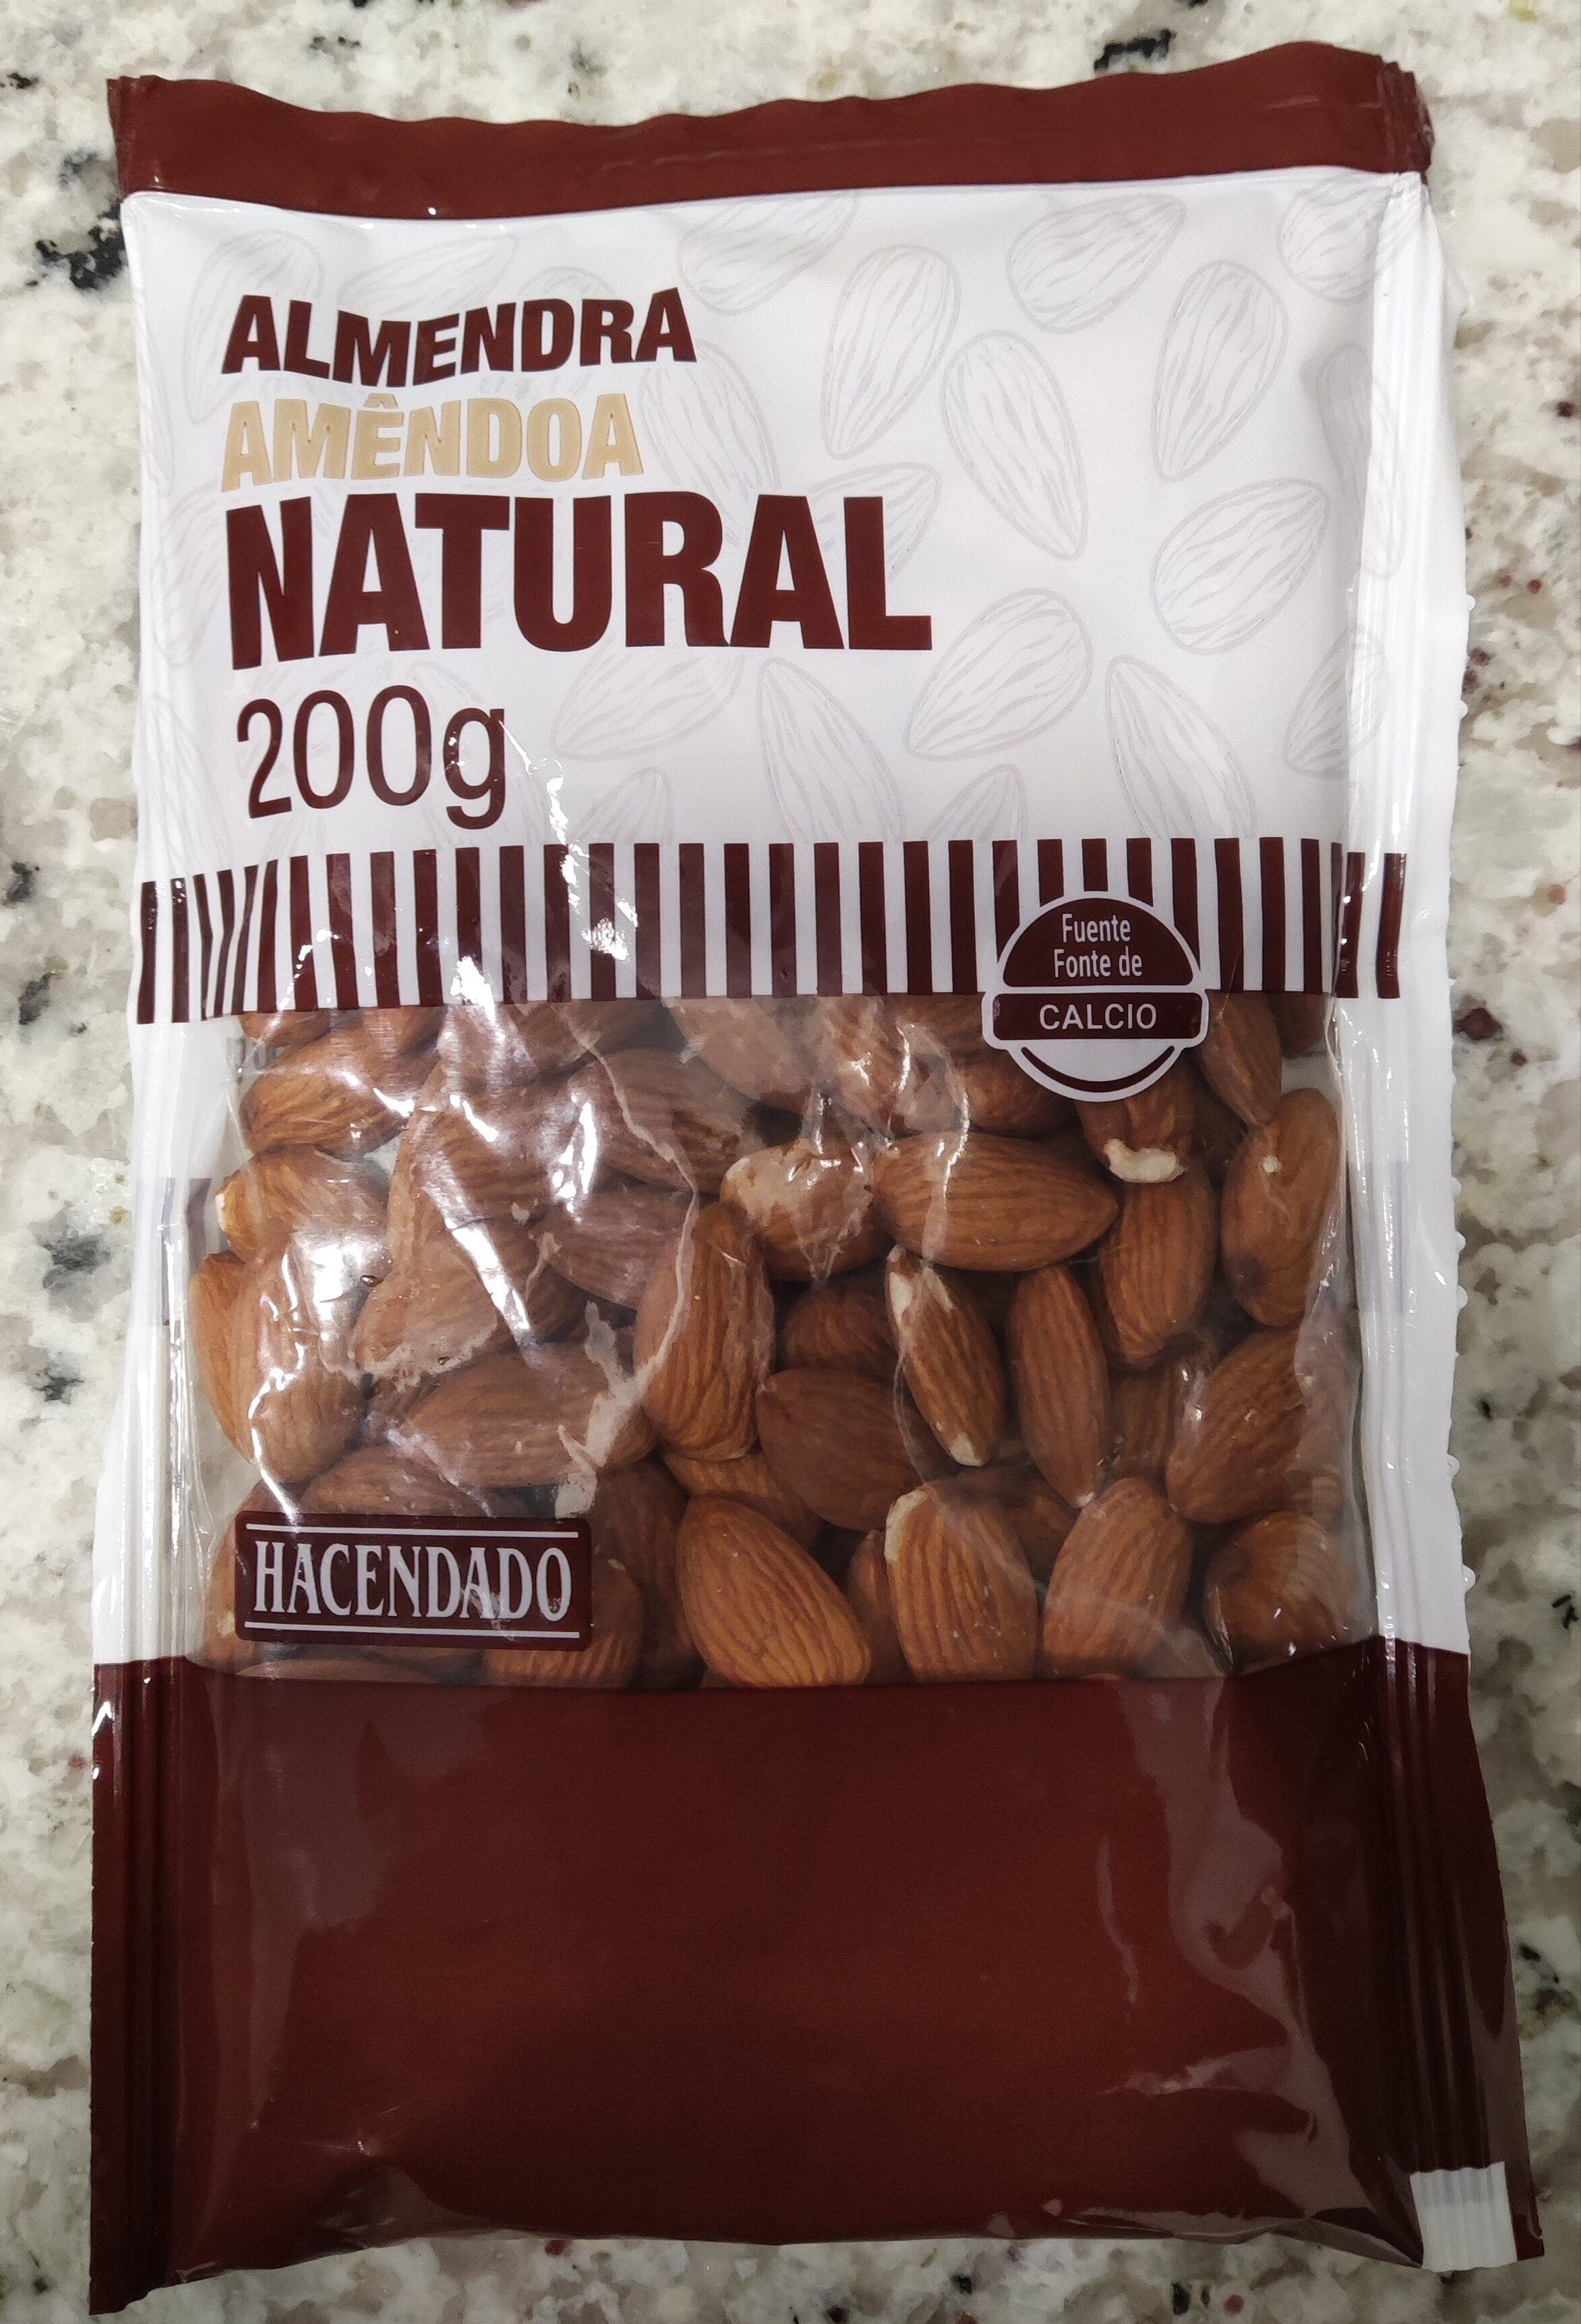 ALMENDRA
AMÊNDOA
NATURAL
200g
Fuente
Fonte de
CALCIO
HACENDADO